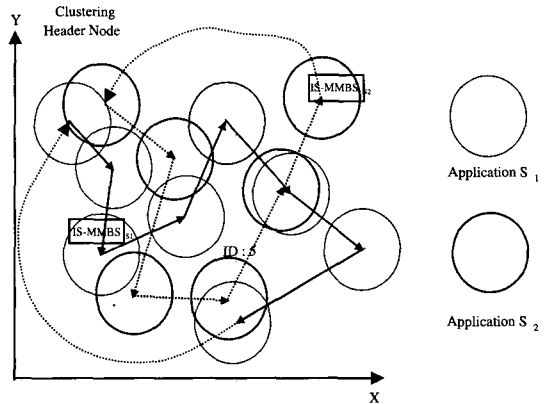 Y
Clustering
Header Node
IS-MMBS S2
Application S 1
IS-MMBS S1
ID : 5
Application S 2
X